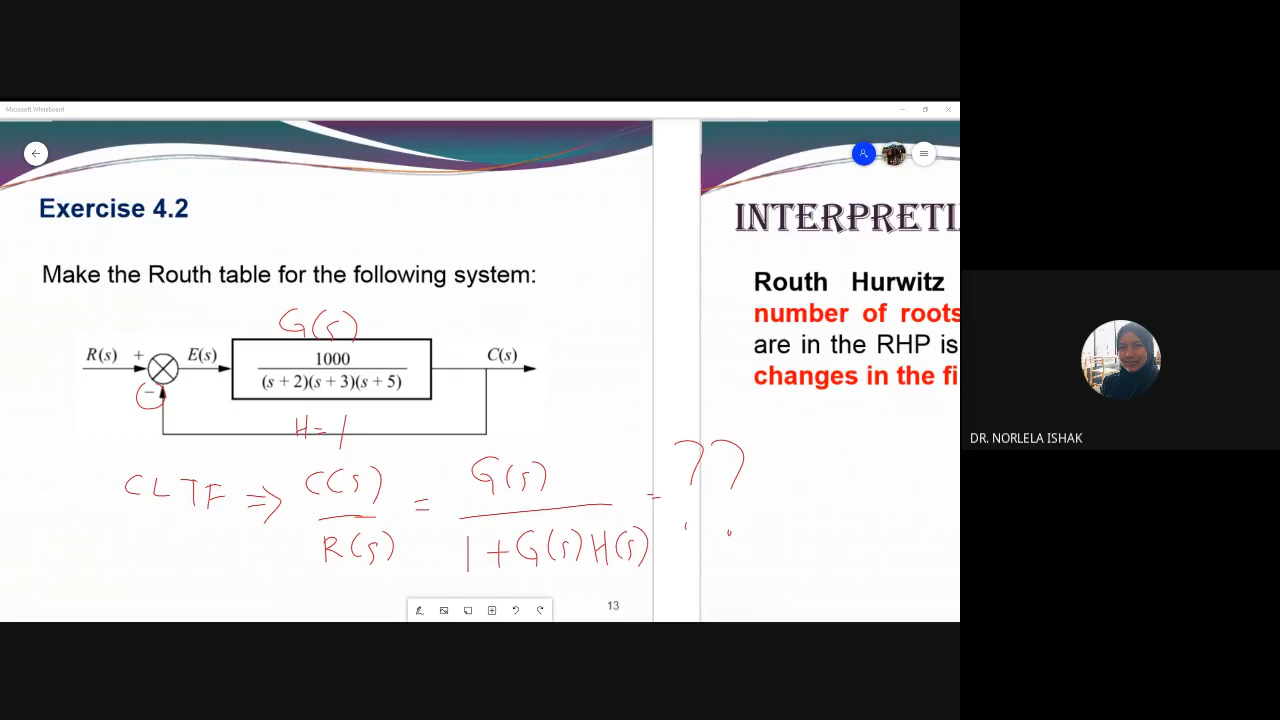 Microsoft Whiteboard
Exercise 4.2
Make the Routh table for the following system:
G(s)
R(s) + E(s) 1000 C(s)
(s + 2)(s + 3)(s + 5)
−
H = 1
CLTF ⇒ C(s) = G(s) = ??
R(s) 1 + G(s)H(s)
13
INTERPRETI
Routh Hurwitz
number of roots
are in the RHP is
changes in the fi
DR. NORLELA ISHAK